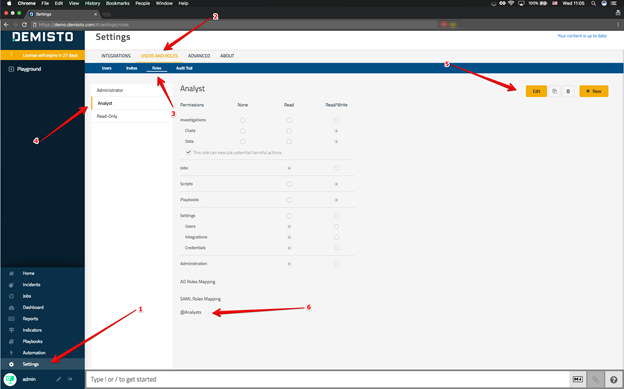 Chrome File Edit View History Bookmarks People Window Help
100%
Wed 11:05
Settings
https://demo.demisto.com/#/settings/roles
DEMISTO
License will expire in 27 days
Playground
Settings
Your content is up to date
INTEGRATIONS USERS AND ROLES ADVANCED ABOUT
Users Invites Roles Audit Trail
1
2
3
4
5
6
Administrator
Analyst
Read-Only
Analyst
Edit
+ New
Permissions None Read Read/Write
Investigations
Chats
Data
This role can execute potential harmful actions
Jobs
Scripts
Playbooks
Settings
Users
Integrations
Credentials
Administration
AD Roles Mapping
SAML Roles Mapping
@Analysts
Home
Incidents
Jobs
Dashboard
Reports
Indicators
Playbooks
Automation
Settings
admin
Type ! or / to get started